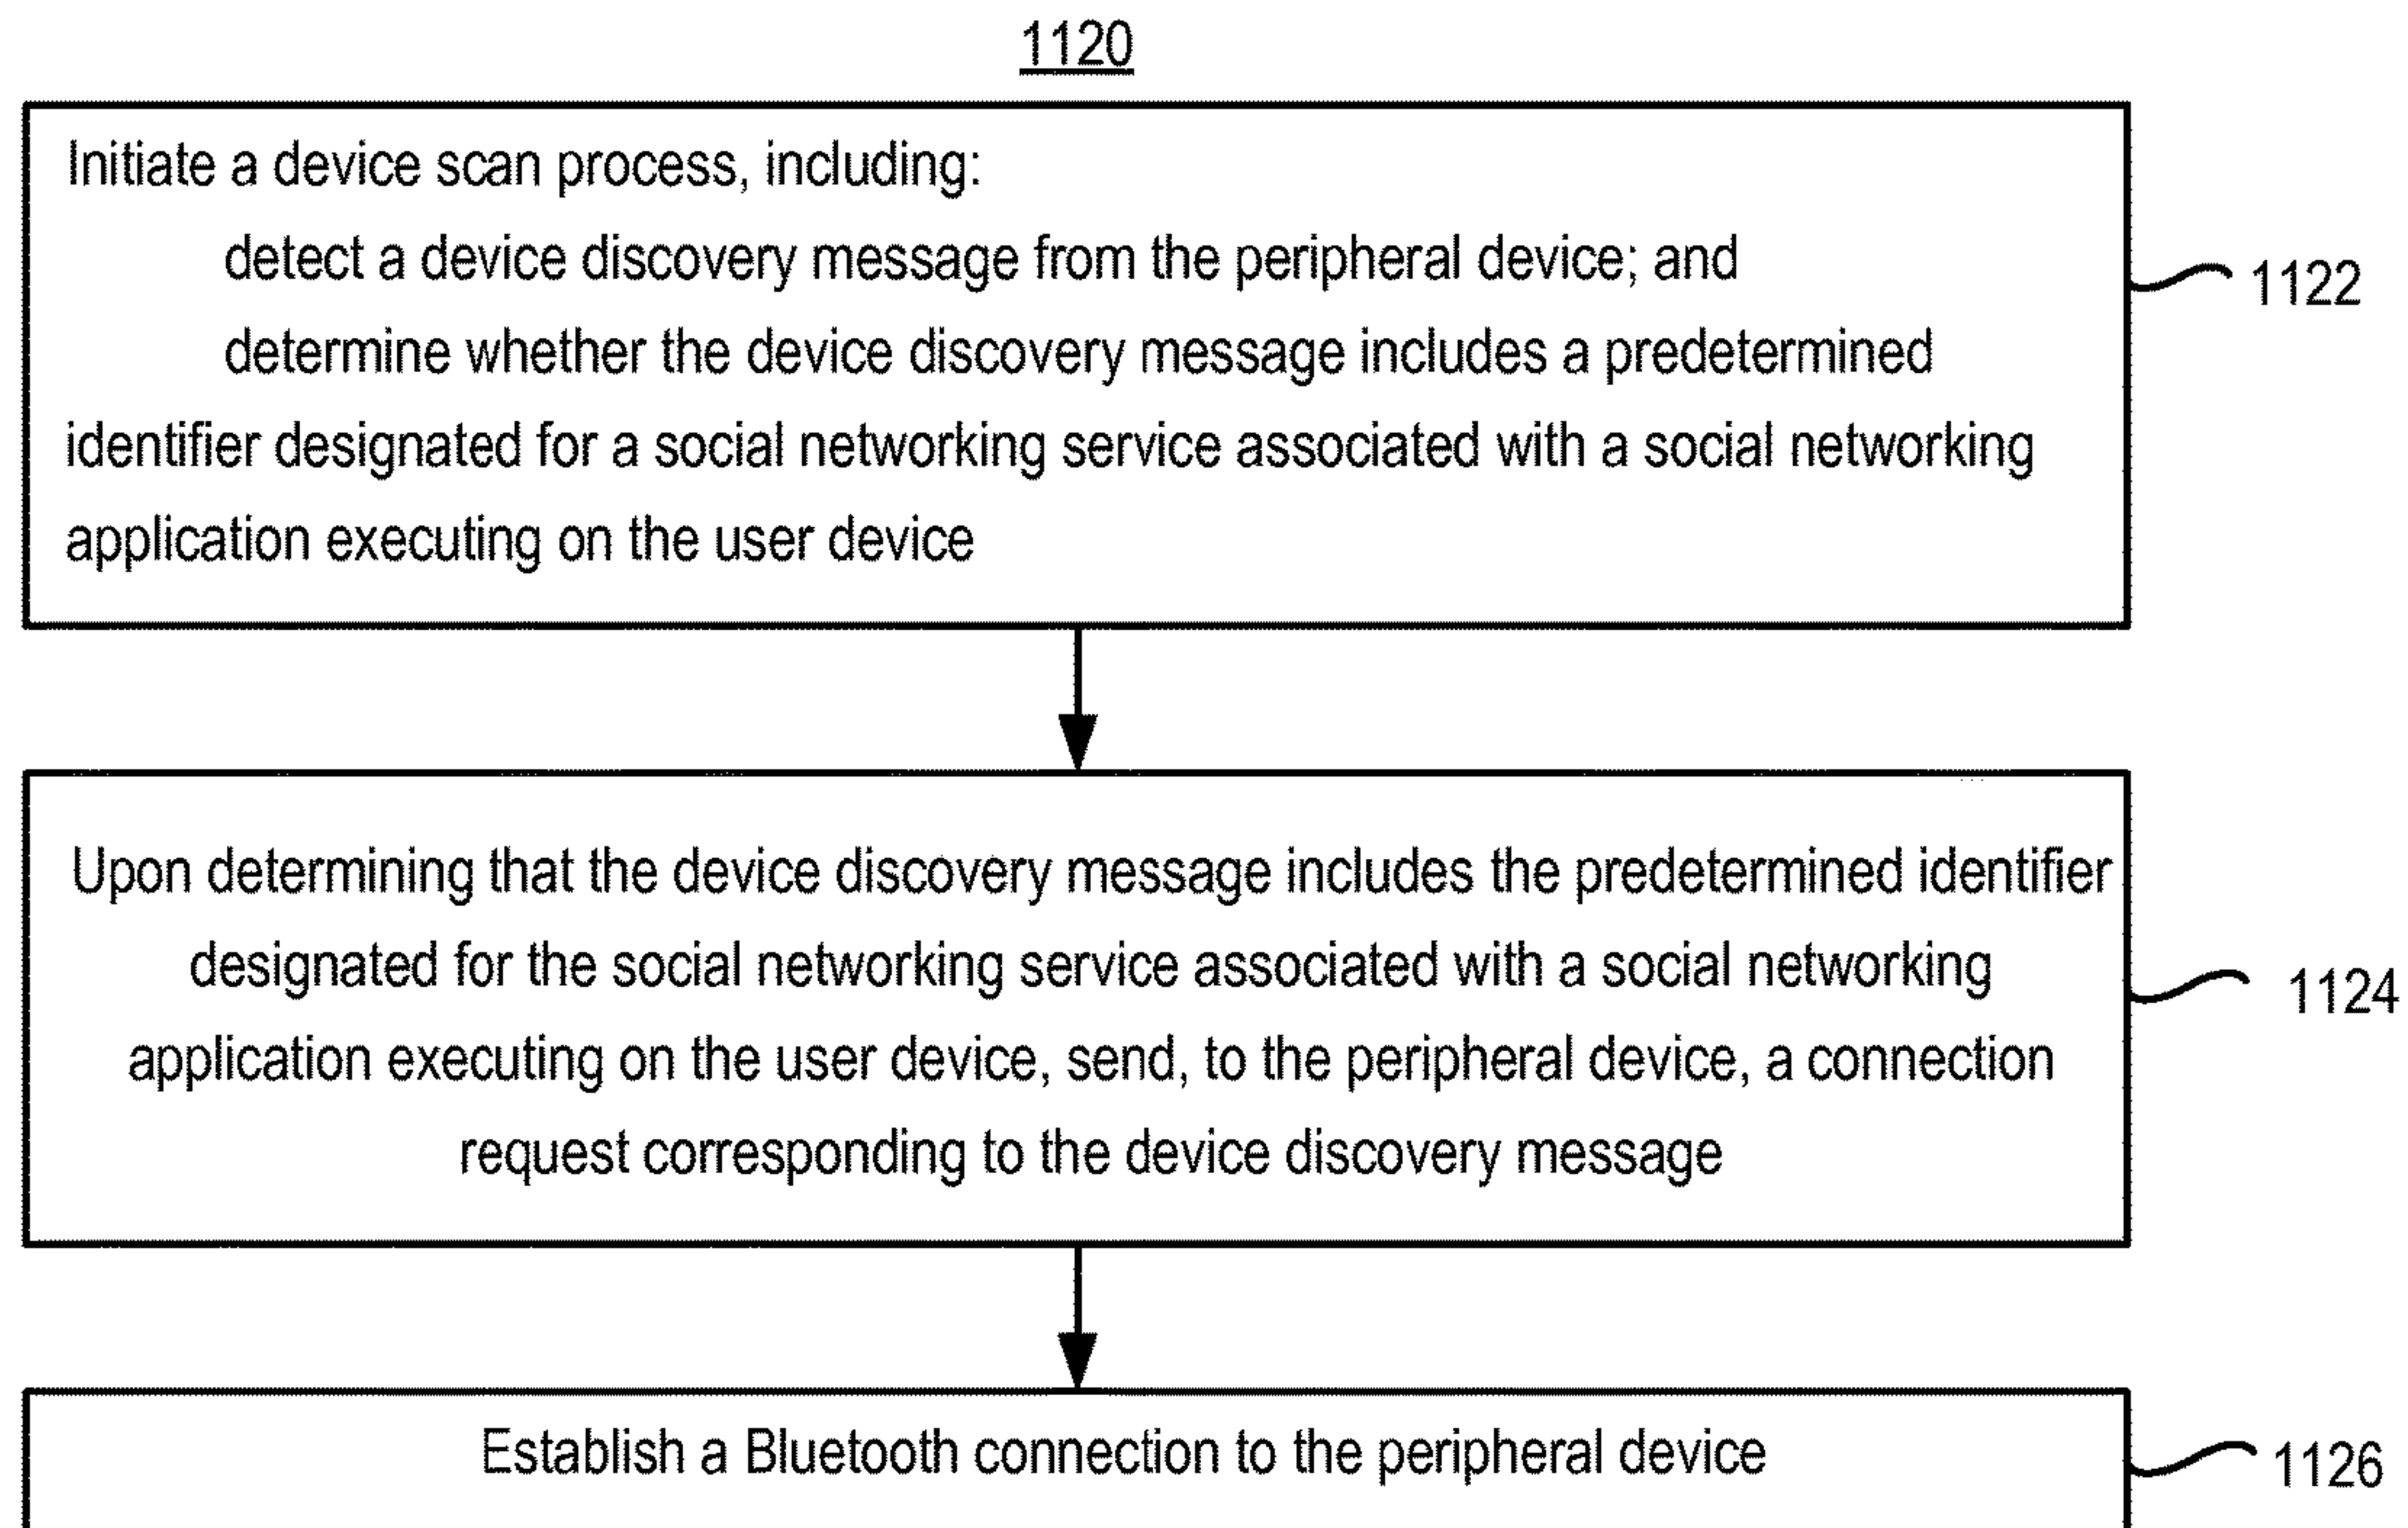 1120
Initiate a device scan process, including:
detect a device discovery message from the peripheral device; and
determine whether the device discovery message includes a predetermined
identifier designated for a social networking service associated with a social networking
application executing on the user device
1122
Upon determining that the device discovery message includes the predetermined identifier
designated for the social networking service associated with a social networking
application executing on the user device, send, to the peripheral device, a connection
request corresponding to the device discovery message
1124
Establish a Bluetooth connection to the peripheral device
1126